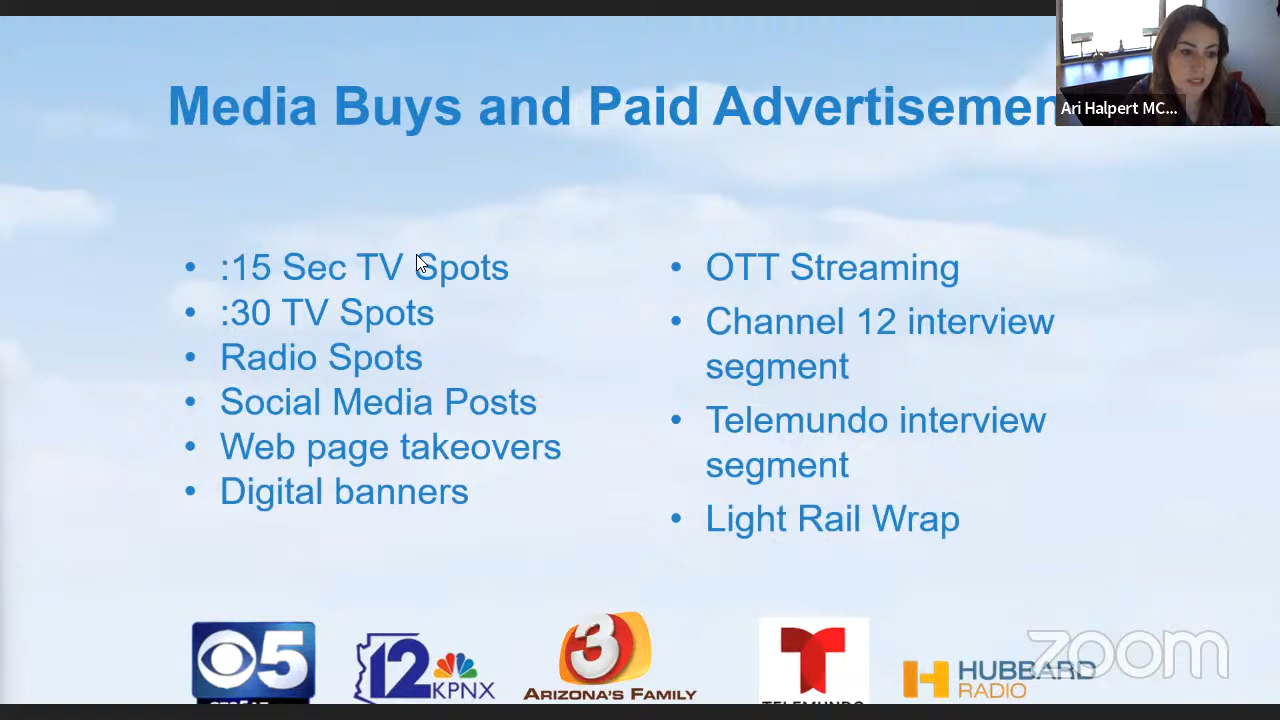 Media Buys and Paid Advertisemen
Ari Halpert MC...
:15 Sec TV Spots
:30 TV Spots
Radio Spots
Social Media Posts
Web page takeovers
Digital banners
OTT Streaming
Channel 12 interview
segment
Telemundo interview
segment
Light Rail Wrap
5
12
KPNX
3
ARIZONA'S FAMILY
TELEMUNDO
HUBBARD
RADIO
zoom